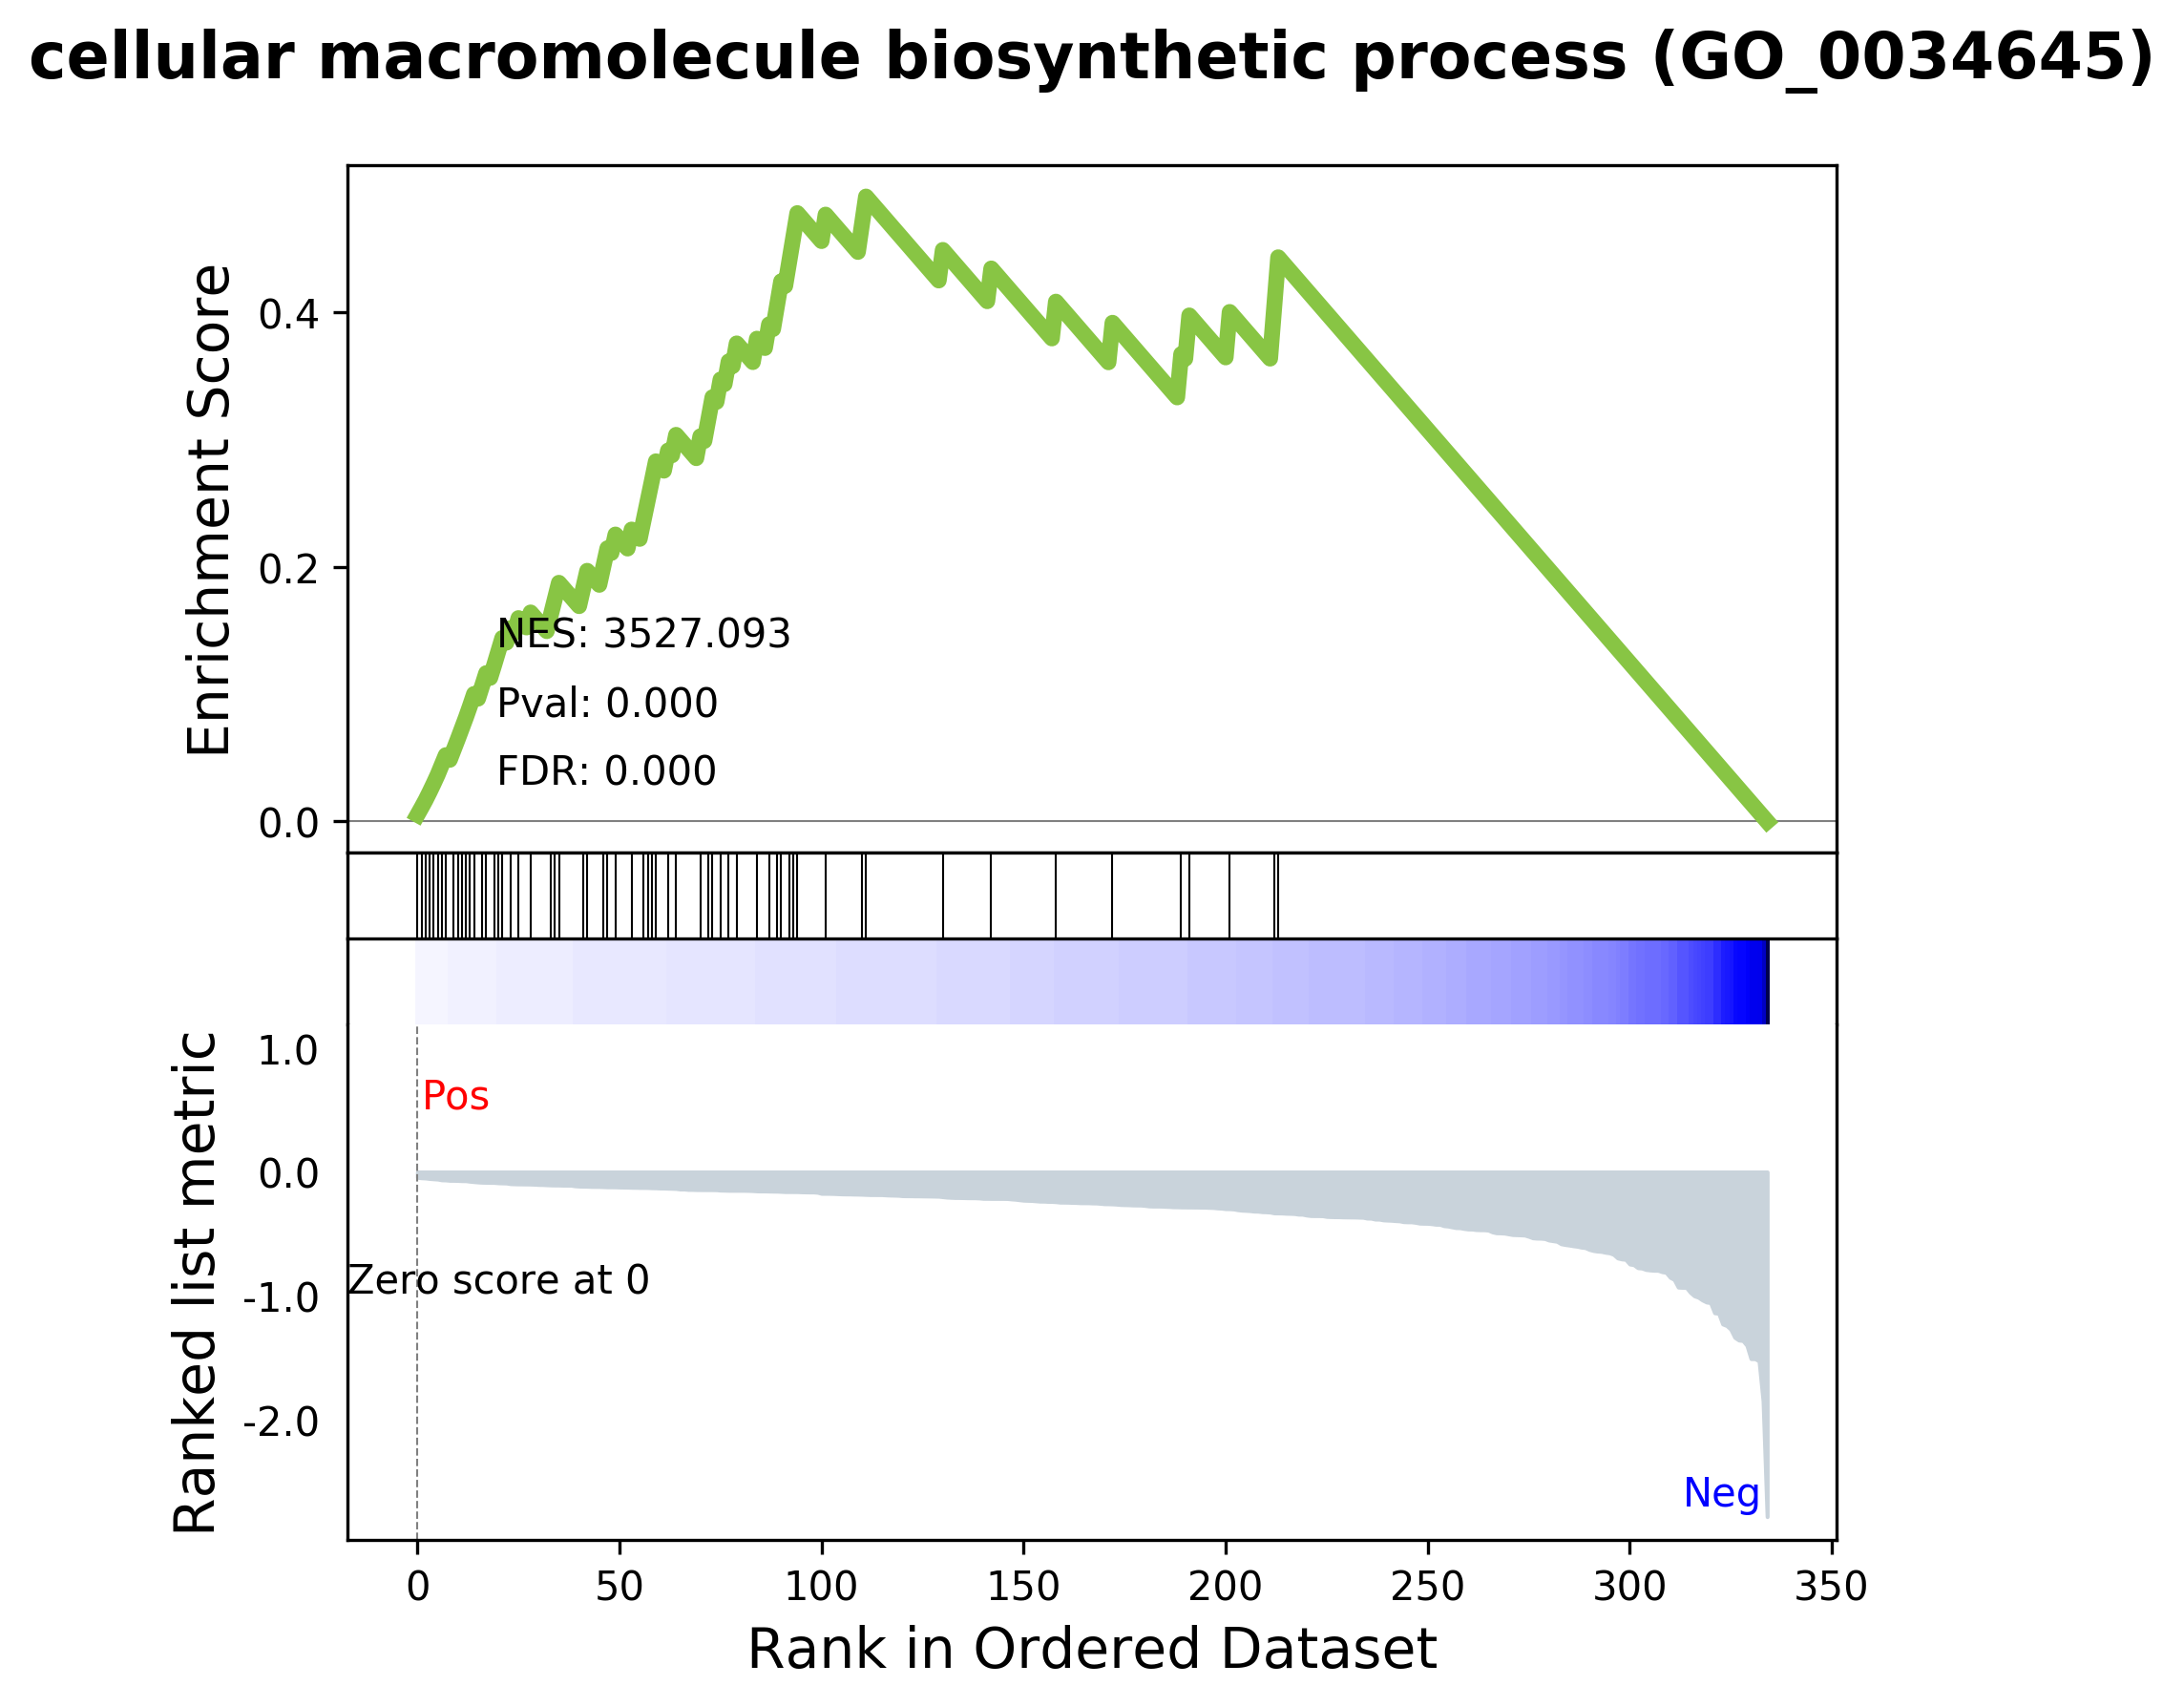 cellular macromolecule biosynthetic process (GO_0034645)
Enrichment Score
0.4
0.2
0.0
NES: 3527.093
Pval: 0.000
FDR: 0.000
Ranked list metric
1.0
0.0
-1.0
-2.0
Pos
Zero score at 0
Neg
0 50 100 150 200 250 300 350
Rank in Ordered Dataset